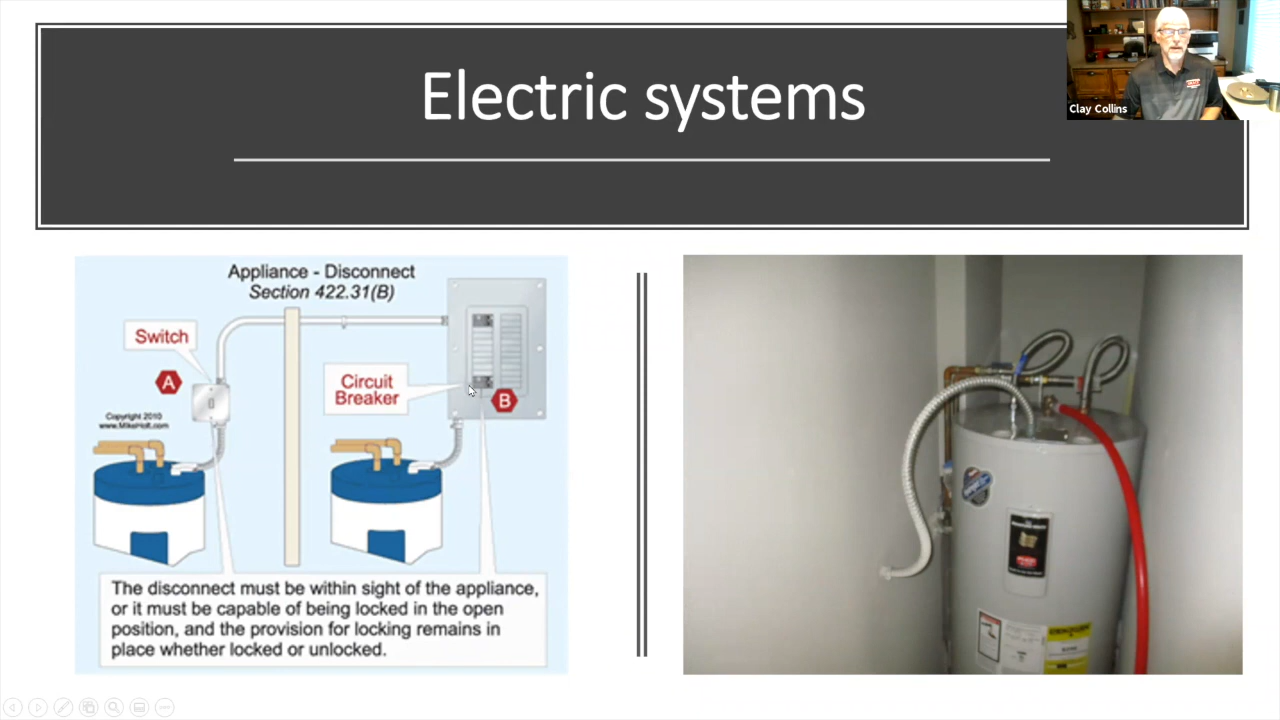 Electric systems
Clay Collins
Appliance - Disconnect
Section 422.31(B)
Switch
A
Circuit
Breaker
B
Copyright 2010
www.MikeHolt.com
The disconnect must be within sight of the appliance,
or it must be capable of being locked in the open
position, and the provision for locking remains in
place whether locked or unlocked.